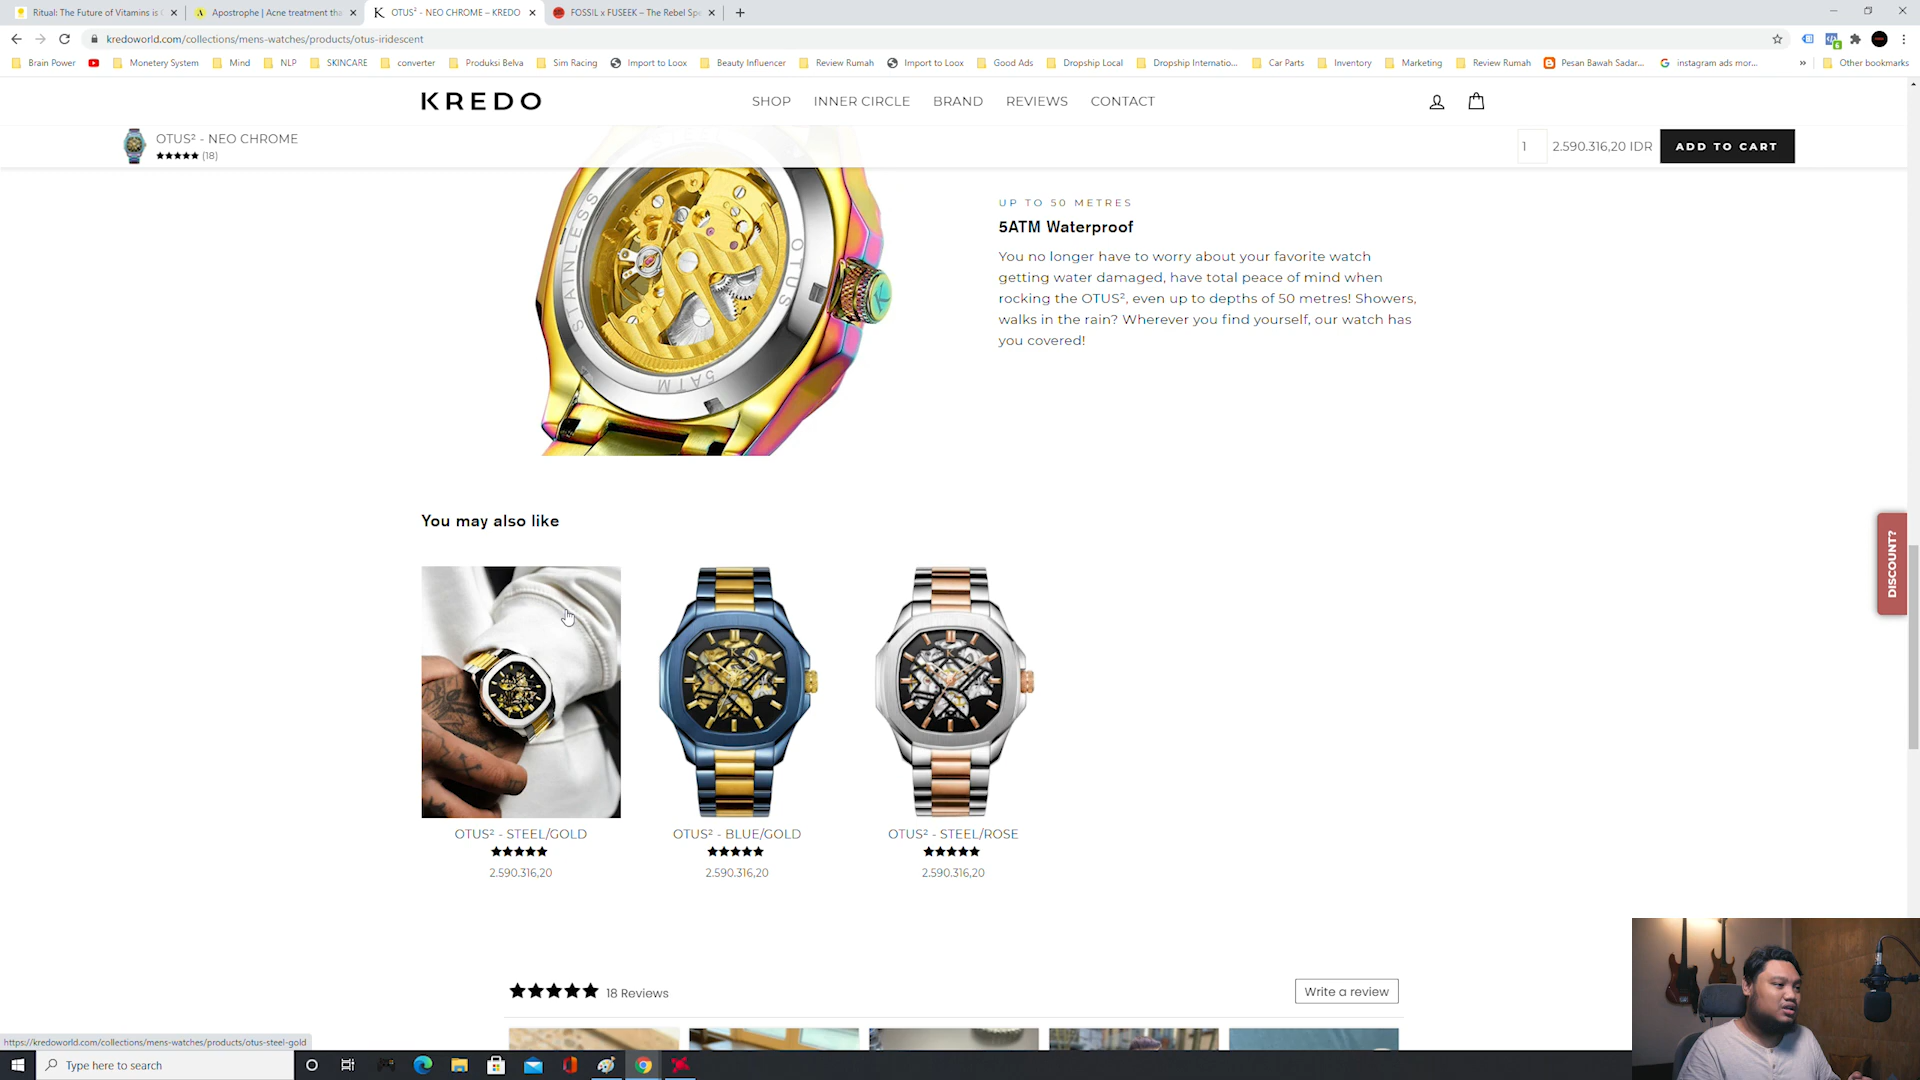 Ritual: The Future of Vitamins is
Apostrophe | Acne treatment tha
OTUS² - NEO CHROME – KREDO
FOSSIL x FUSEEK – The Rebel Spe
kredoworld.com/collections/mens-watches/products/otus-iridescent
Brain Power
Monetery System
Mind
NLP
SKINCARE
converter
Produksi Belva
Sim Racing
Import to Loox
Beauty Influencer
Review Rumah
Import to Loox
Good Ads
Dropship Local
Dropship Internatio...
Car Parts
Inventory
Marketing
Review Rumah
Pesan Bawah Sadar...
instagram ads mor...
Other bookmarks
KREDO
SHOP
INNER CIRCLE
BRAND
REVIEWS
CONTACT
OTUS² - NEO CHROME
(18)
1
2.590.316,20 IDR
ADD TO CART
STAINLESS
OTUS
5ATM
UP TO 50 METRES
5ATM Waterproof
You no longer have to worry about your favorite watch
getting water damaged, have total peace of mind when
rocking the OTUS², even up to depths of 50 metres! Showers,
walks in the rain? Wherever you find yourself, our watch has
you covered!
DISCOUNT?
You may also like
OTUS² - STEEL/GOLD
2.590.316,20
OTUS² - BLUE/GOLD
2.590.316,20
OTUS² - STEEL/ROSE
2.590.316,20
18 Reviews
Write a review
https://kredoworld.com/collections/mens-watches/products/otus-steel-gold
Type here to search